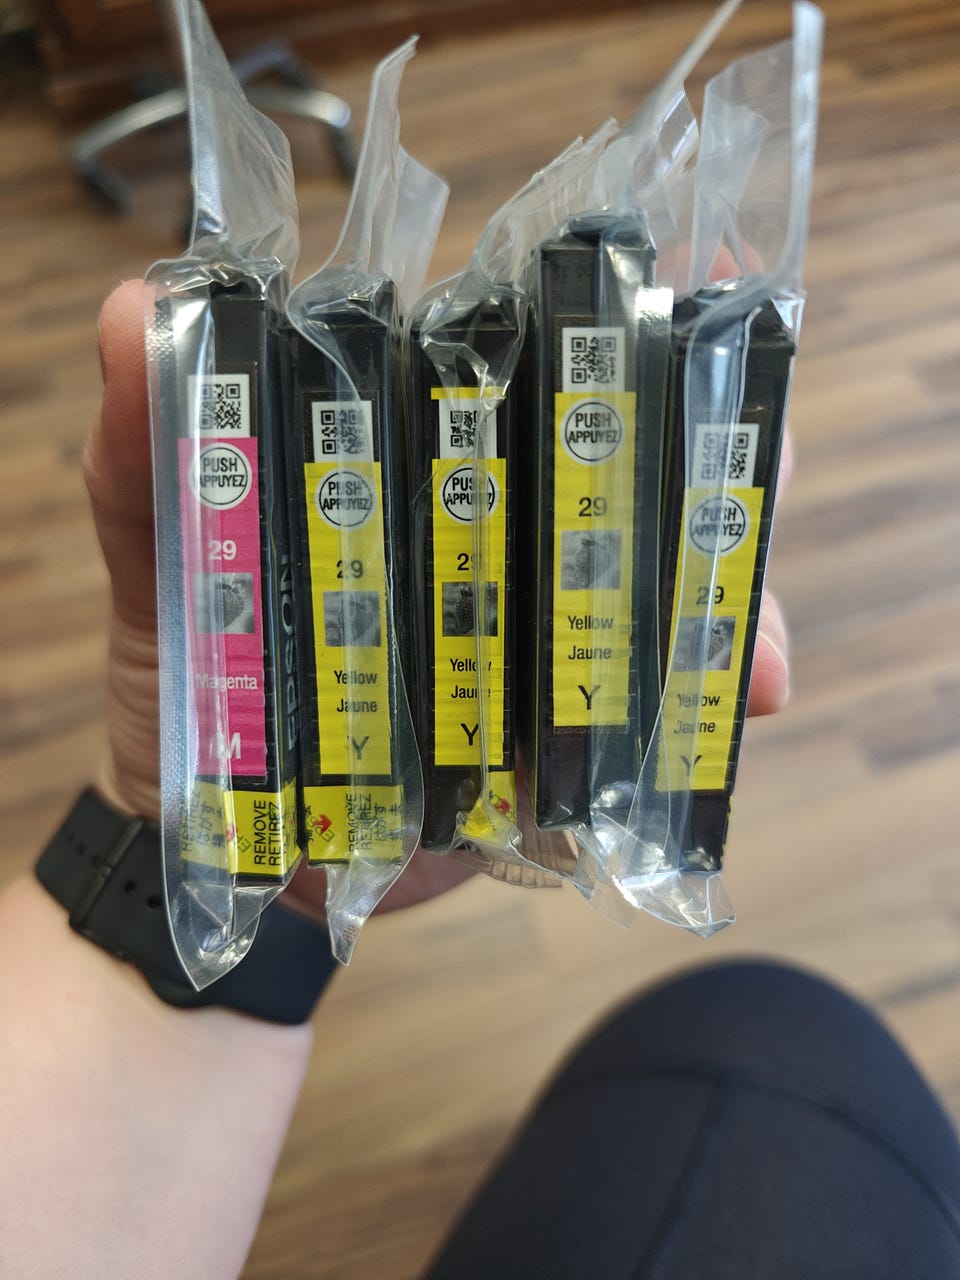 PUSH
APPUYEZ
29
Magenta
M
REMOVE
RETIREZ
EPSON
PUSH
APPUYEZ
29
Yellow
Jaune
Y
REMOVE
RETIREZ
PUSH
APPUYEZ
29
Yellow
Jaune
Y
PUSH
APPUYEZ
29
Yellow
Jaune
Y
PUSH
APPUYEZ
29
Yellow
Jaune
Y